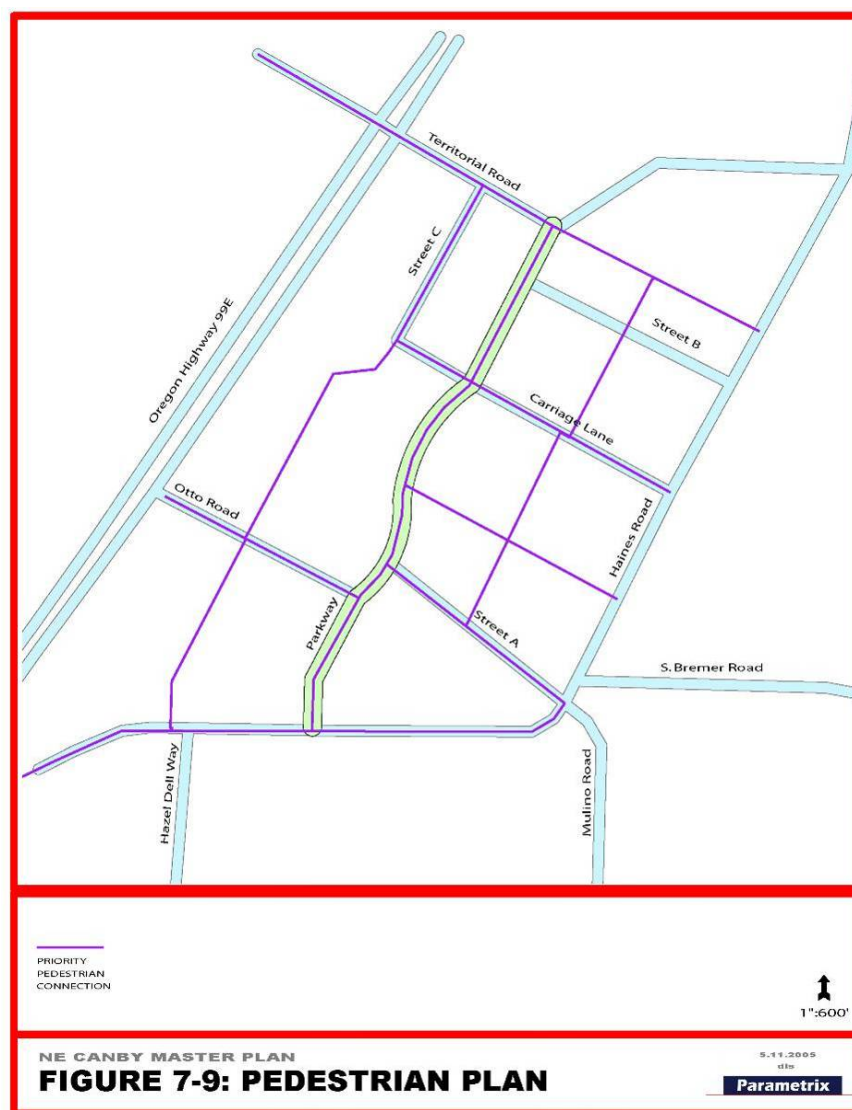 Territorial Road
Street C
Oregon Highway 99E
Street B
Carriage Lane
Otto Road
Haines Road
Parkway
Street A
S. Bremer Road
Hazel Dell Way
Mulino Road
PRIORITY
PEDESTRIAN
CONNECTION
1":600'
NE CANBY MASTER PLAN
FIGURE 7-9: PEDESTRIAN PLAN
5.11.2005
dls
Parametrix